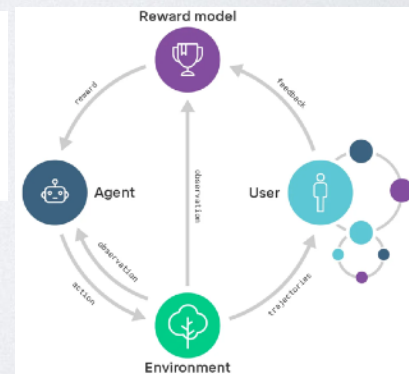 Reward model
reward
feedback
observation
Agent
User
observation
action
trajectories
Environment